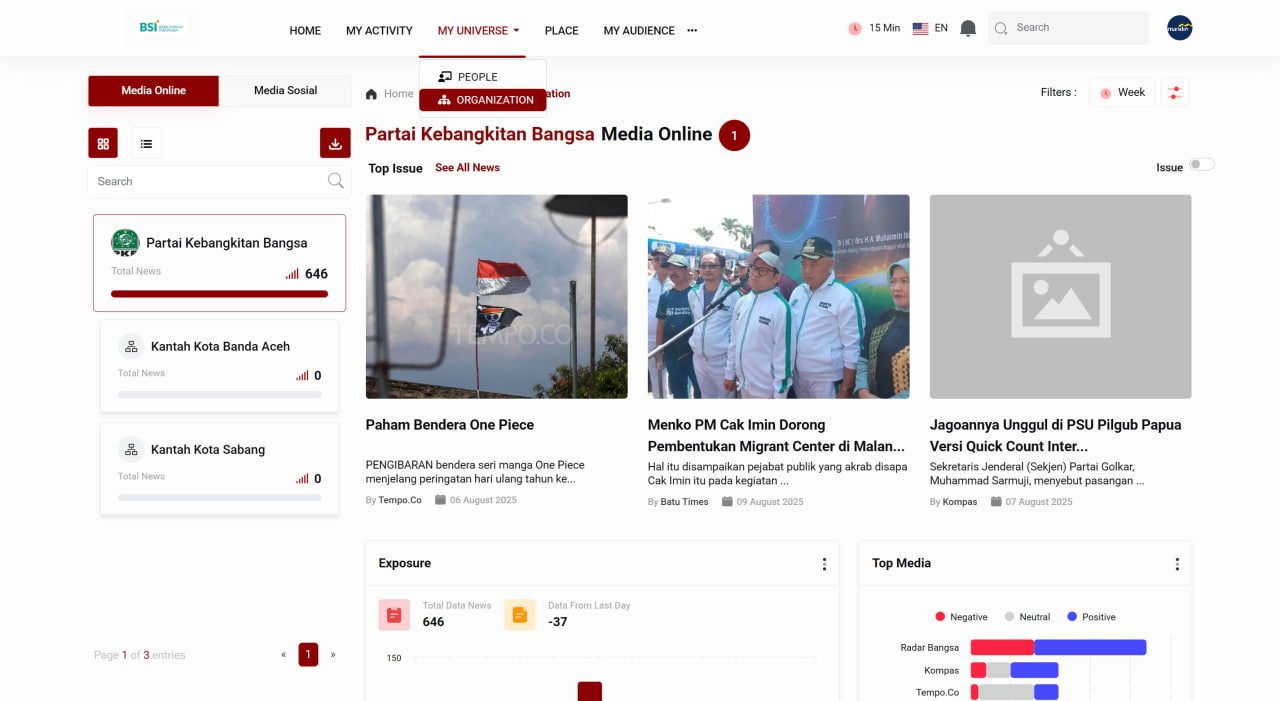 BSI BANK SYARIAH INDONESIA
HOME
MY ACTIVITY
MY UNIVERSE
PLACE
MY AUDIENCE
15 Min
EN
Search
mandiri
PEOPLE
ORGANIZATION
Media Online
Media Sosial
Home
Filters :
Week
Partai Kebangkitan Bangsa Media Online 1
Top Issue
See All News
Issue
Search
PKB
Partai Kebangkitan Bangsa
Total News
646
Kantah Kota Banda Aceh
Total News
0
Kantah Kota Sabang
Total News
0
Page 1 of 3 entries
«
1
»
TEMPO.CO
Paham Bendera One Piece
PENGIBARAN bendera seri manga One Piece
menjelang peringatan hari ulang tahun ke...
By Tempo.Co
06 August 2025
Menko PM Cak Imin Dorong
Pembentukan Migrant Center di Malan...
Hal itu disampaikan pejabat publik yang akrab disapa
Cak Imin itu pada kegiatan ...
By Batu Times
09 August 2025
Jagoannya Unggul di PSU Pilgub Papua
Versi Quick Count Inter...
Sekretaris Jenderal (Sekjen) Partai Golkar,
Muhammad Sarmuji, menyebut pasangan ...
By Kompas
07 August 2025
Exposure
Total Data News
646
Data From Last Day
-37
150
Top Media
Negative
Neutral
Positive
Radar Bangsa
Kompas
Tempo.Co